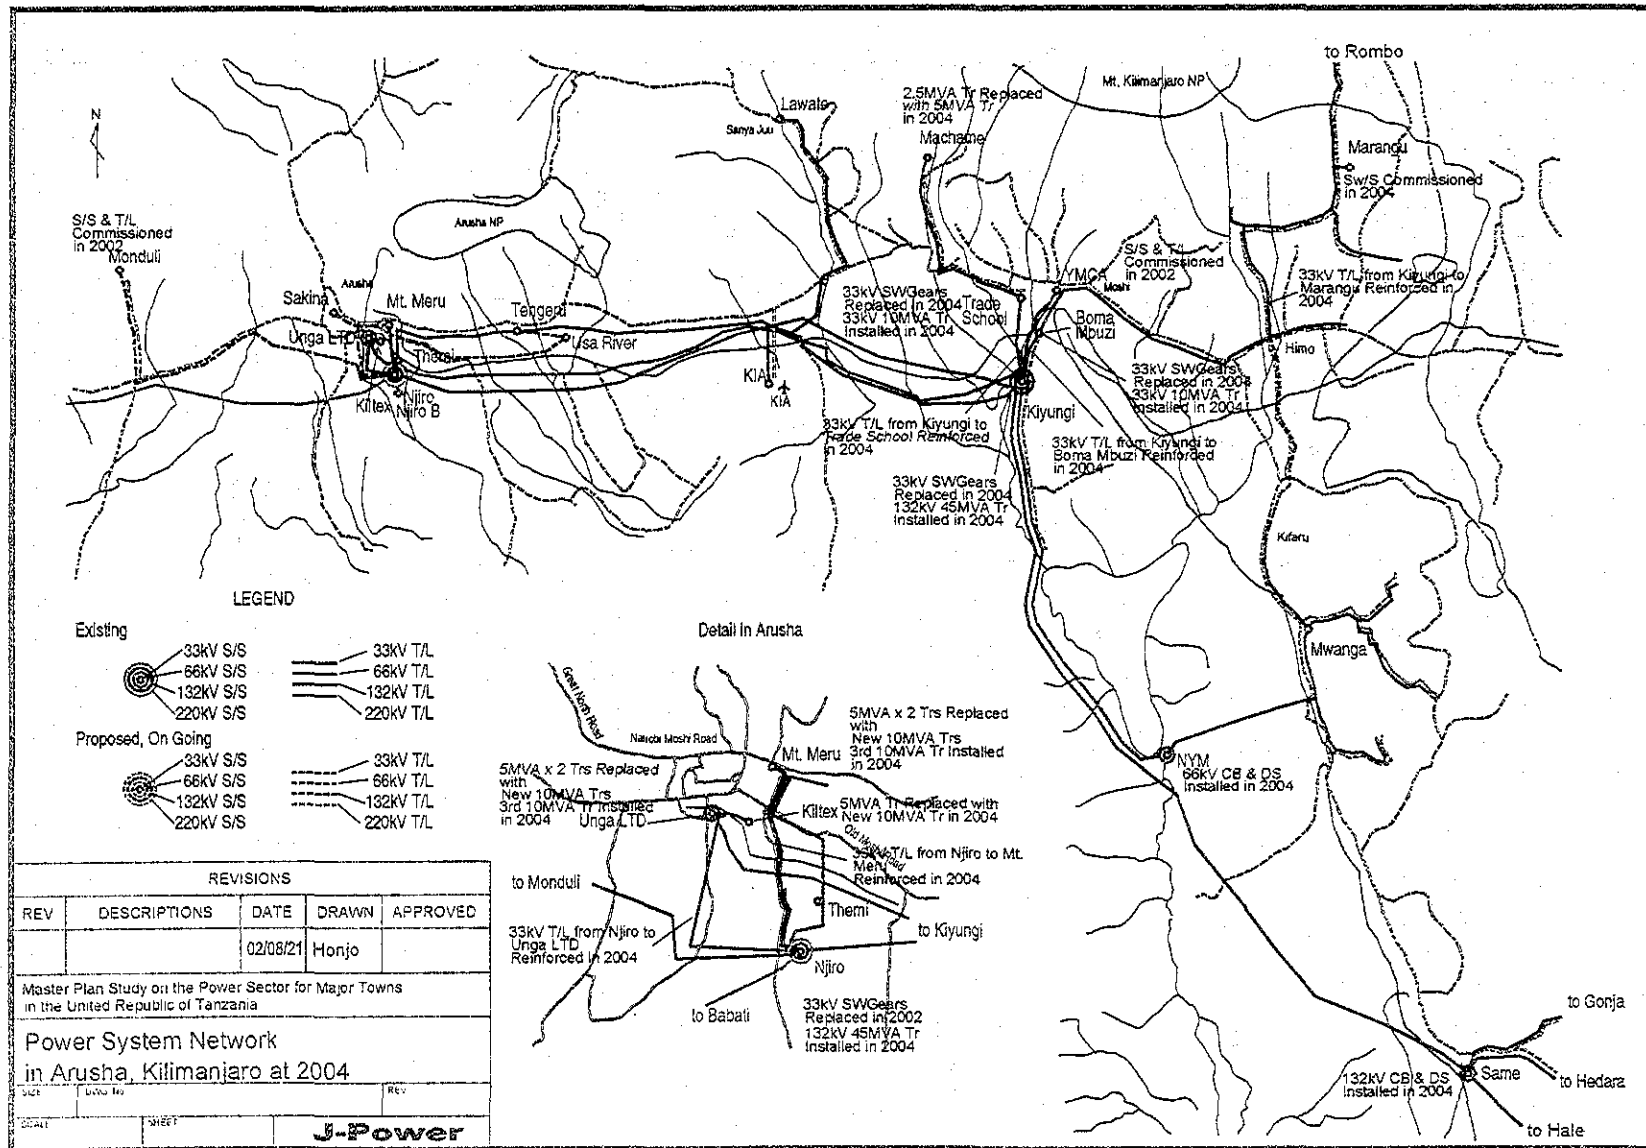 to Rombo
Mt. Kilimanjaro NP
2.5MVA Tr Replaced
with 5MVA Tr
in 2004
Machame
Lawate
Sanya Juu
N
Marangu
Sw/S Commissioned
in 2004
S/S & T/L
Commissioned
in 2002
Monduli
Arusha NP
S/S & T/L
Commissioned
in 2002
YMCA
Moshi
33kV T/L from Kiyungi to
Marangu Reinforced in
2004
Sakina
Arusha
Mt. Meru
Tengeru
33kV SWGears
Replaced in 2004
33kV 10MVA Tr
Installed in 2004
Trade
School
Boma
Mbuzi
Unga LTD
Themi
Usa River
Himo
KIA
KIA
Kiltex
Njiro
Njiro B
Kiyungi
33kV SWGears
Replaced in 2004
33kV 10MVA Tr
Installed in 2004
33kV T/L from Kiyungi to
Trade School Reinforced
in 2004
33kV T/L from Kiyungi to
Boma Mbuzi Reinforced
in 2004
33kV SWGears
Replaced in 2004
132kV 45MVA Tr
Installed in 2004
Kifaru
Mwanga
NYM
66kV CB & DS
Installed in 2004
LEGEND
Existing
33kV S/S
66kV S/S
132kV S/S
220kV S/S
33kV T/L
66kV T/L
132kV T/L
220kV T/L
Proposed, On Going
33kV S/S
66kV S/S
132kV S/S
220kV S/S
33kV T/L
66kV T/L
132kV T/L
220kV T/L
Detail in Arusha
Great North Road
Nairobi Moshi Road
5MVA x 2 Trs Replaced
with
New 10MVA Trs
3rd 10MVA Tr Installed
in 2004
Mt. Meru
5MVA x 2 Trs Replaced
with
New 10MVA Trs
3rd 10MVA Tr Installed
in 2004
Unga LTD
Kiltex
5MVA Tr Replaced with
New 10MVA Tr in 2004
Old Moshi Road
33kV T/L from Njiro to Mt.
Meru
Reinforced in 2004
to Monduli
Themi
to Kiyungi
33kV T/L from Njiro to
Unga LTD
Reinforced in 2004
Njiro
to Babati
33kV SWGears
Replaced in 2002
132kV 45MVA Tr
Installed in 2004
to Gonja
132kV CB & DS
Installed in 2004
Same
to Hedara
to Hale
REVISIONS
REV DESCRIPTIONS DATE DRAWN APPROVED
02/08/21 Honjo
Master Plan Study on the Power Sector for Major Towns
in the United Republic of Tanzania
Power System Network
in Arusha, Kilimanjaro at 2004
SIZE REV
SCALE SHEET
J-Power